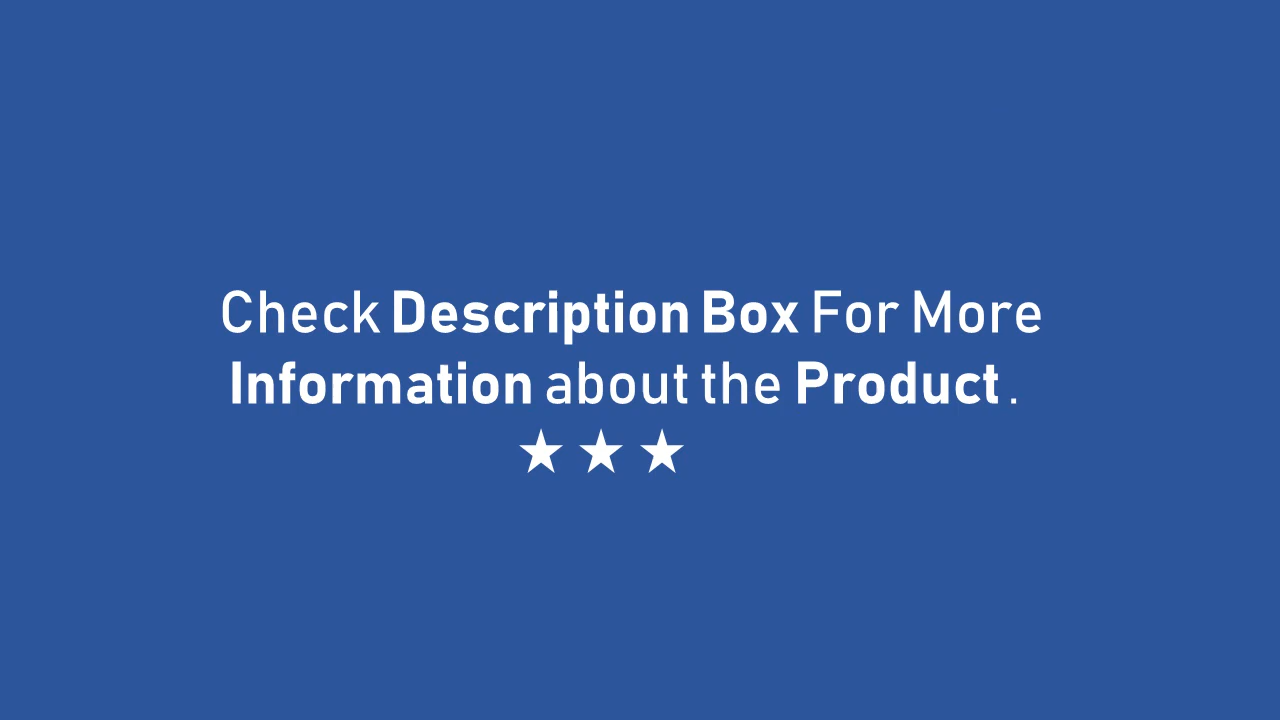 Check Description Box For More
Information about the Product .
★ ★ ★